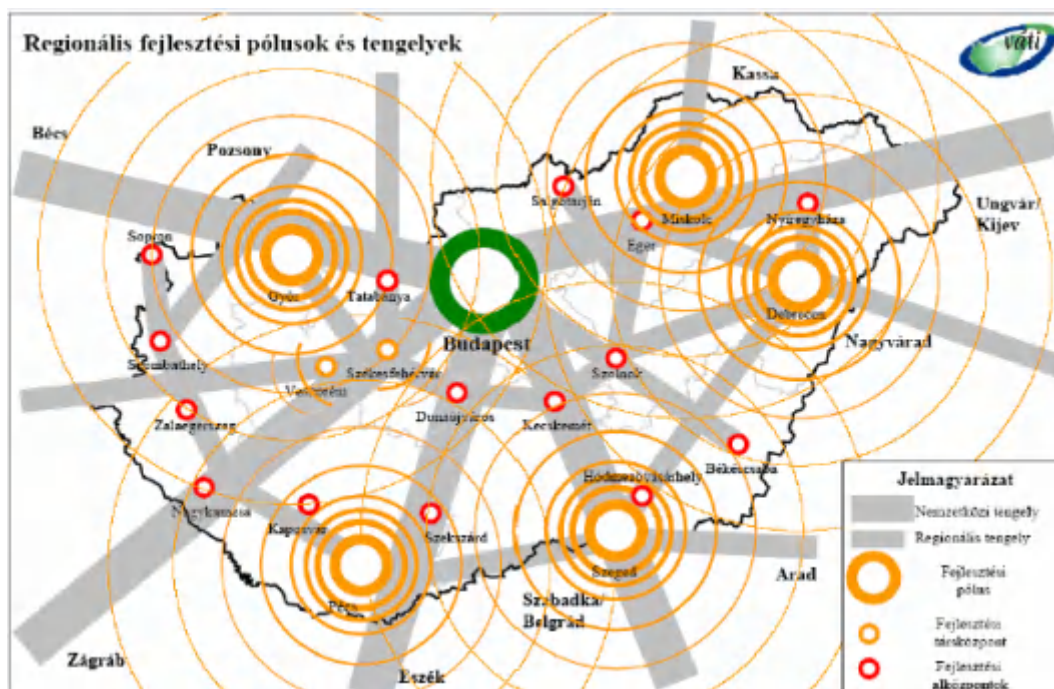 Regionális fejlesztési pólusok és tengelyek
váti
Kassa
Bécs
Pozsony
Salgótarján
Miskolc
Nyíregyháza
Ungvár/
Kijev
Eger
Sopron
Győr
Tatabánya
Debrecen
Budapest
Nagyvárad
Szombathely
Székesfehérvár
Veszprém
Szolnok
Zalaegerszeg
Dunaújváros
Kecskemét
Békéscsaba
Hódmezővásárhely
Nagykanizsa
Kaposvár
Szekszárd
Szeged
Arad
Pécs
Szabadka/
Belgrád
Zágráb
Eszék
Jelmagyarázat
Nemzetközi tengely
Regionális tengely
Fejlesztési
pólus
Fejlesztési
társközpont
Fejlesztési
alközpontok